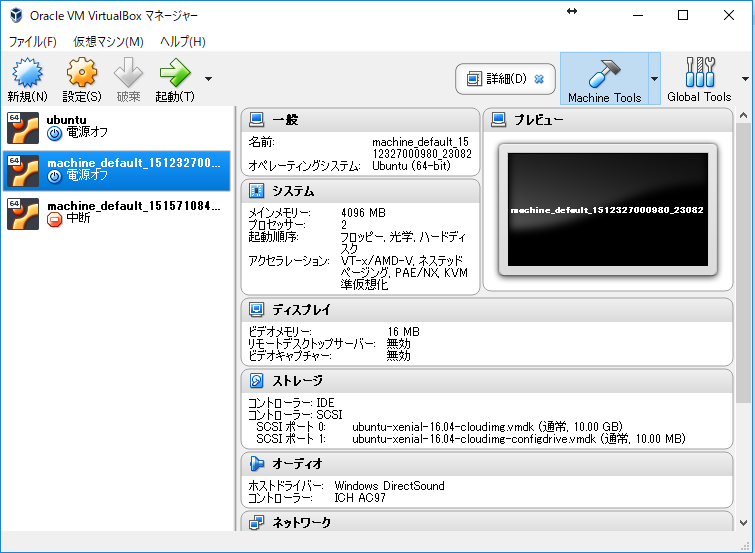 Oracle VM VirtualBox マネージャー
ファイル(F) 仮想マシン(M) ヘルプ(H)
新規(N) 設定(S) 破棄 起動(T) 詳細(D) Machine Tools Global Tools
64 ubuntu
電源オフ
64 machine_default_151232700...
電源オフ
64 machine_default_151571084...
中断
一般
名前: machine_default_15
12327000980_23082
オペレーティングシステム: Ubuntu (64-bit)
システム
メインメモリー: 4096 MB
プロセッサー: 2
起動順序: フロッピー, 光学, ハードディ
スク
アクセラレーション: VT-x/AMD-V, ネステッド
ページング, PAE/NX, KVM
準仮想化
プレビュー
machine_default_1512327000980_23082
ディスプレイ
ビデオメモリー: 16 MB
リモートデスクトップサーバー: 無効
ビデオキャプチャー: 無効
ストレージ
コントローラー: IDE
コントローラー: SCSI
SCSI ポート 0: ubuntu-xenial-16.04-cloudimg.vmdk (通常, 10.00 GB)
SCSI ポート 1: ubuntu-xenial-16.04-cloudimg-configdrive.vmdk (通常, 10.00 MB)
オーディオ
ホストドライバー: Windows DirectSound
コントローラー: ICH AC97
ネットワーク